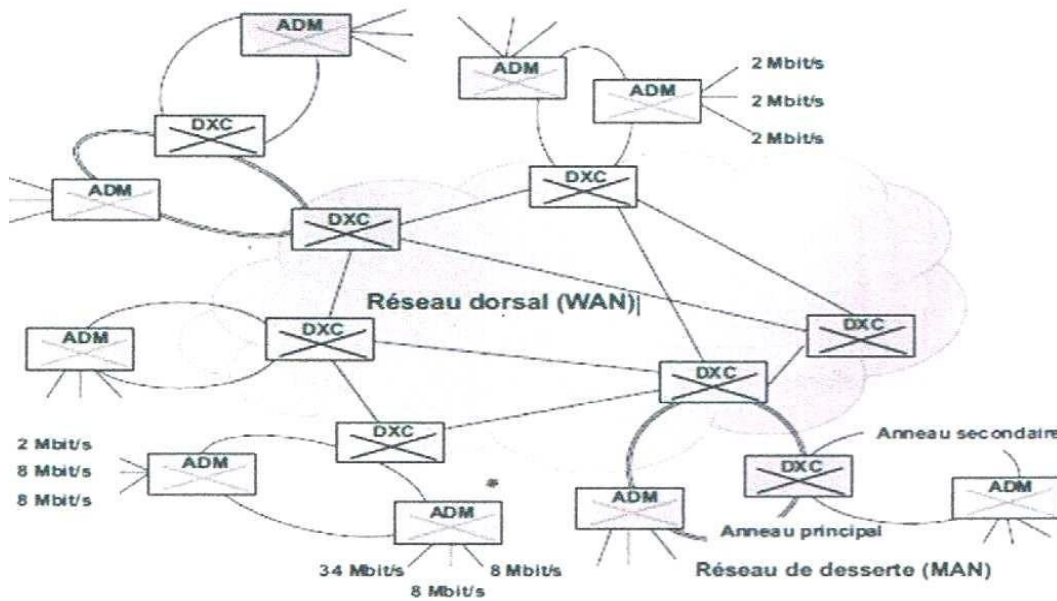 ADM
ADM
ADM
2 Mbit/s
2 Mbit/s
2 Mbit/s
DXC
DXC
ADM
DXC
Réseau dorsal (WAN)
DXC
DXC
ADM
DXC
DXC
2 Mbit/s
8 Mbit/s
8 Mbit/s
ADM
Anneau secondaire
DXC
ADM
ADM
ADM
Anneau principal
34 Mbit/s
8 Mbit/s
8 Mbit/s
Réseau de desserte (MAN)